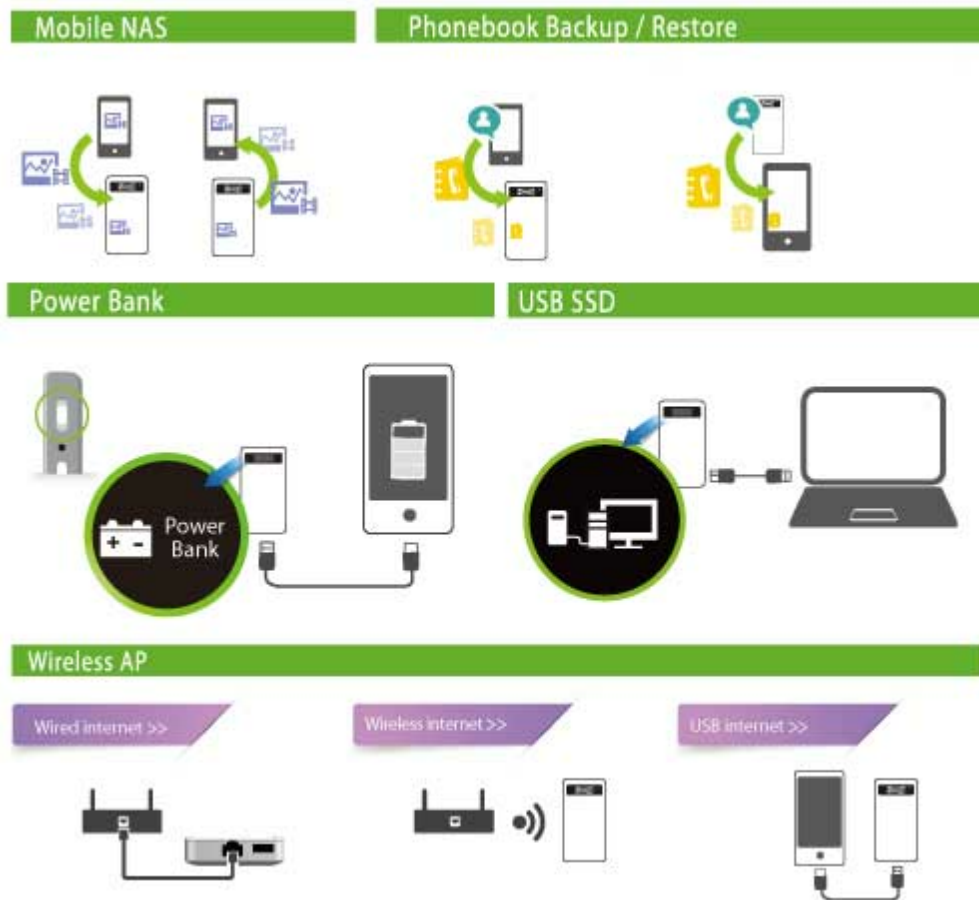 Mobile NAS
Phonebook Backup / Restore
Power Bank
USB SSD
+ -
Power
Bank
Wireless AP
Wired internet >>
Wireless internet >>
USB internet >>